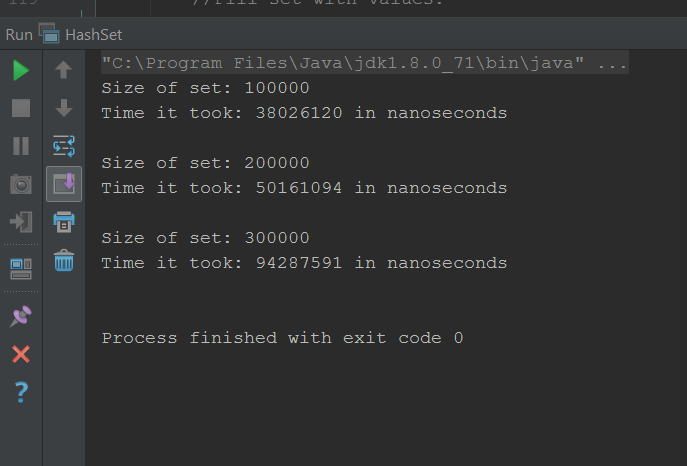 119 //Fill set with values.
Run HashSet
"C:\Program Files\Java\jdk1.8.0_71\bin\java" ...
Size of set: 100000
Time it took: 38026120 in nanoseconds
Size of set: 200000
Time it took: 50161094 in nanoseconds
Size of set: 300000
Time it took: 94287591 in nanoseconds
Process finished with exit code 0
?